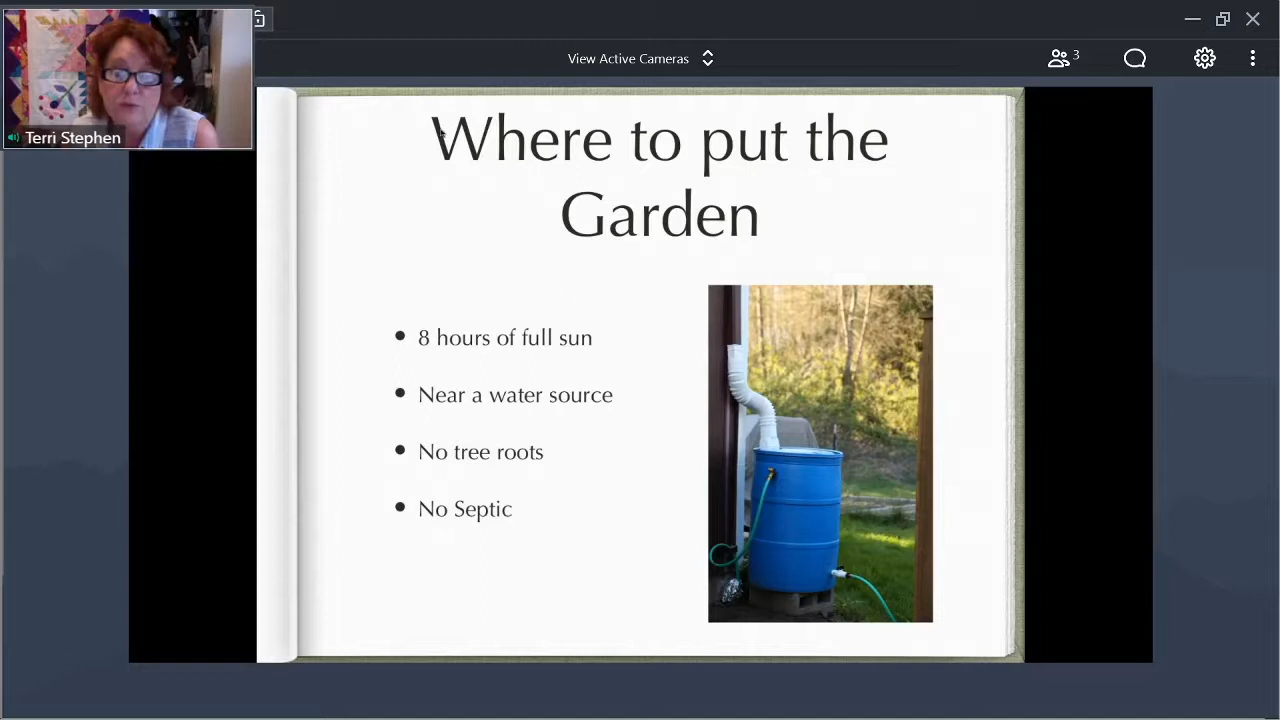 View Active Cameras
3
Terri Stephen
Where to put the
Garden
• 8 hours of full sun
• Near a water source
• No tree roots
• No Septic